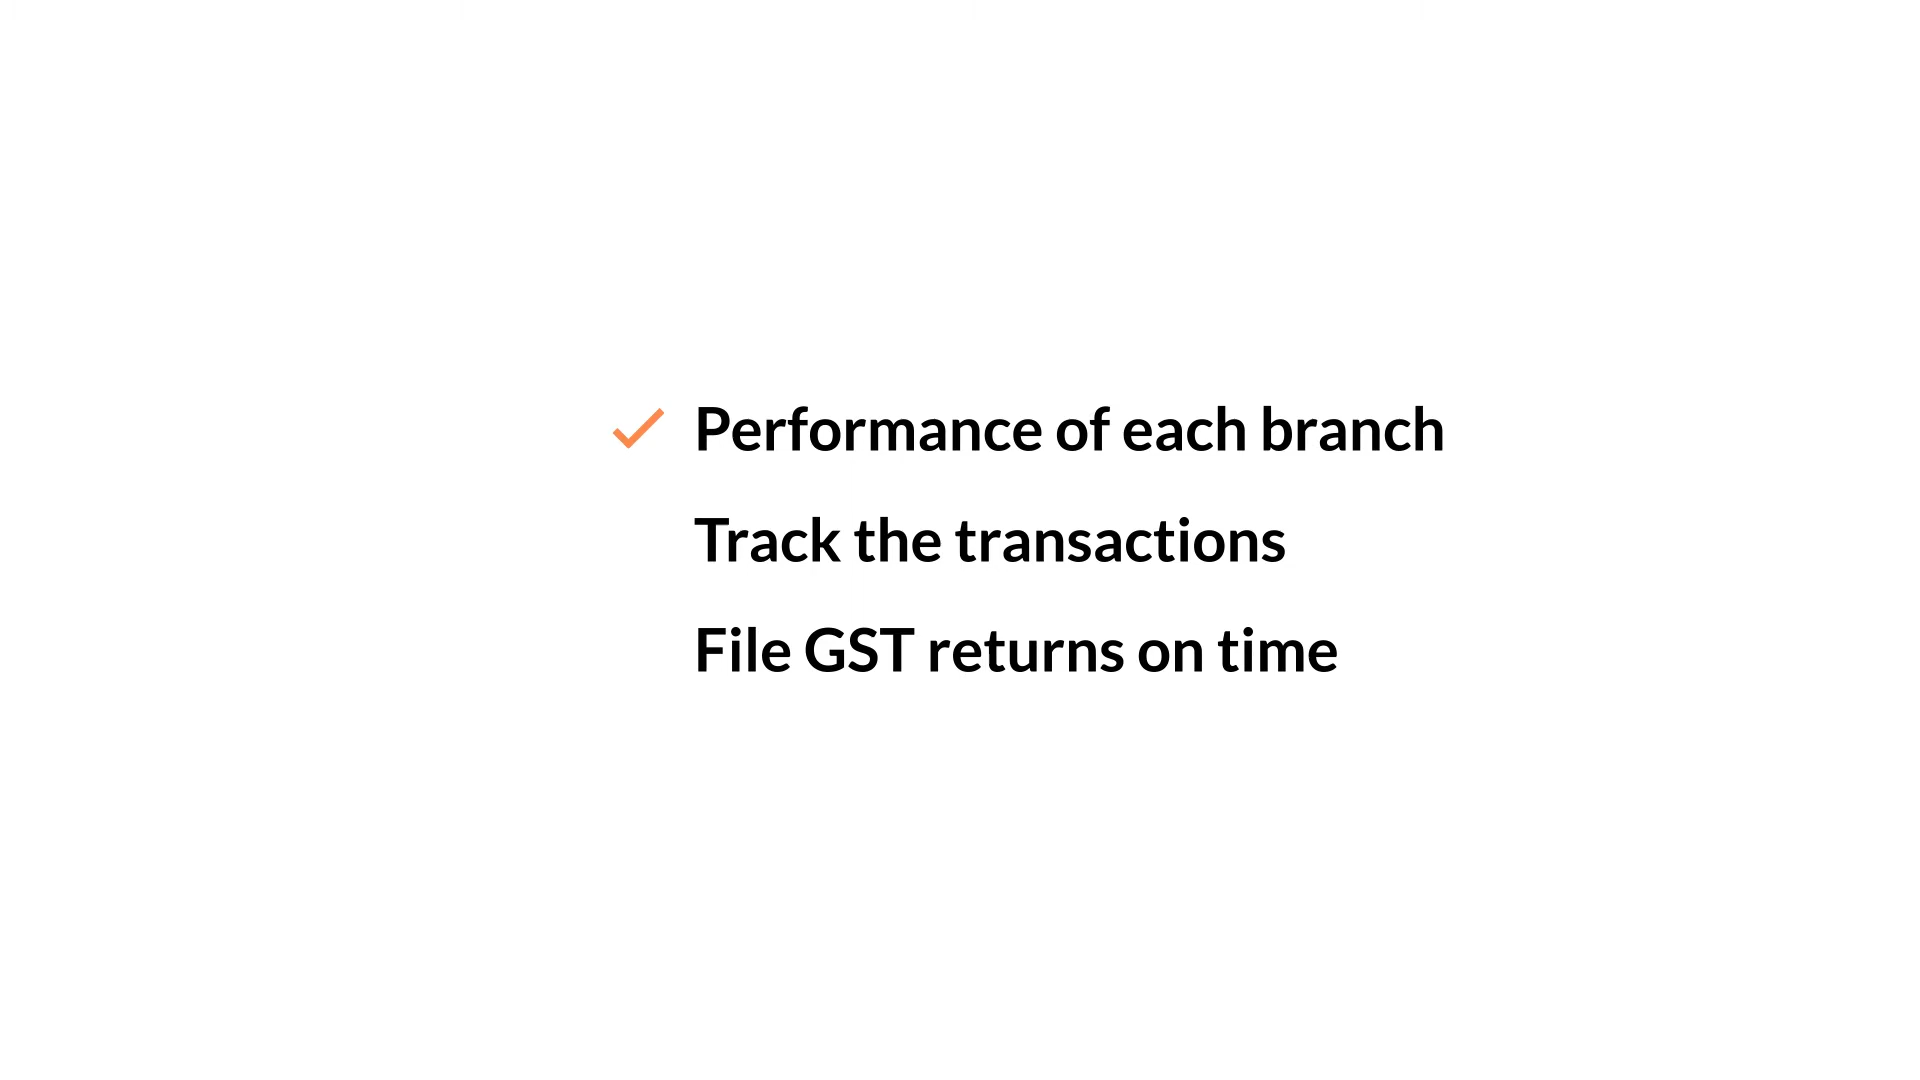 Performance of each branch
Track the transactions
File GST returns on time